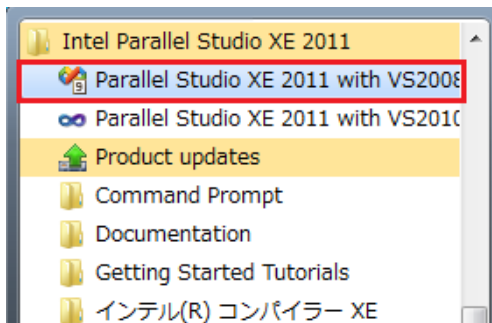 Intel Parallel Studio XE 2011
9
Parallel Studio XE 2011 with VS2008
Parallel Studio XE 2011 with VS2010
Product updates
Command Prompt
Documentation
Getting Started Tutorials
インテル(R) コンパイラー XE